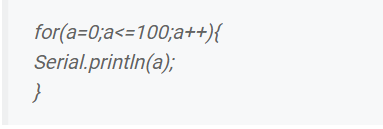 for(a=0;a<=100;a++){
Serial.println(a);
}